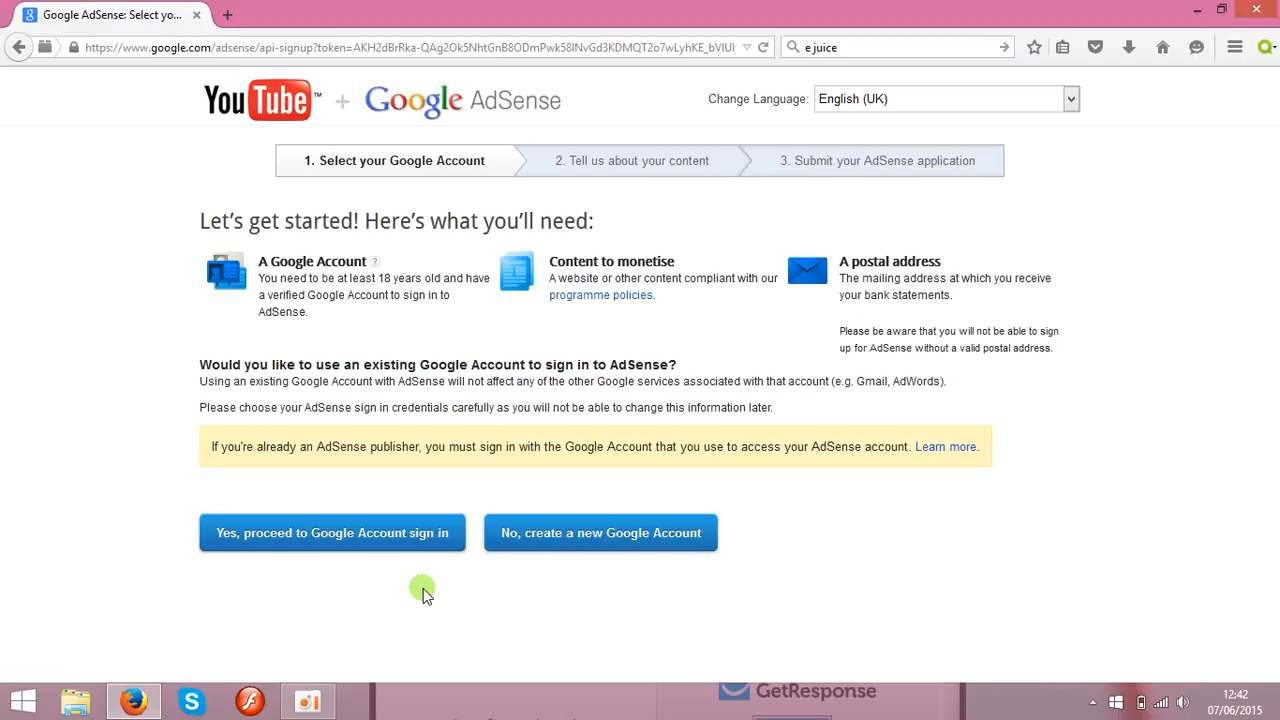 Google AdSense: Select yo...
https://www.google.com/adsense/api-signup?token=AKH2dBrRka-QAg2Ok5NhtGnB8ODmPwk58INvGd3KDMQT2o7wLyhKE_bVIUI
e juice
YouTube™ + Google AdSense
Change Language: English (UK)
1. Select your Google Account
2. Tell us about your content
3. Submit your AdSense application
Let's get started! Here's what you'll need:
A Google Account ?
You need to be at least 18 years old and have
a verified Google Account to sign in to
AdSense.
Content to monetise
A website or other content compliant with our
programme policies.
A postal address
The mailing address at which you receive
your bank statements.
Please be aware that you will not be able to sign
up for AdSense without a valid postal address.
Would you like to use an existing Google Account to sign in to AdSense?
Using an existing Google Account with AdSense will not affect any of the other Google services associated with that account (e.g. Gmail, AdWords).
Please choose your AdSense sign in credentials carefully as you will not be able to change this information later.
If you're already an AdSense publisher, you must sign in with the Google Account that you use to access your AdSense account. Learn more.
Yes, proceed to Google Account sign in
No, create a new Google Account
GetResponse
12:42
07/06/2015